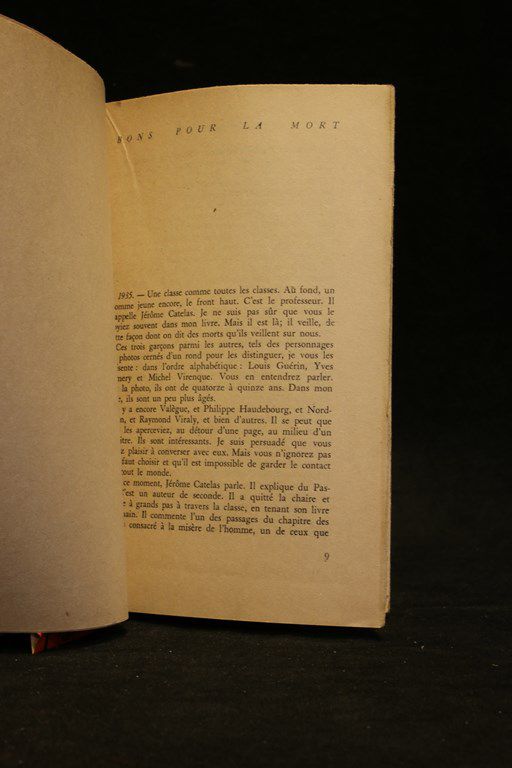 BONS POUR LA MORT
1935. — Une classe comme toutes les classes. Au fond, un
omme jeune encore, le front haut. C'est le professeur. Il
appelle Jérôme Catelas. Je ne suis pas sûr que vous le
yiez souvent dans mon livre. Mais il est là; il veille, de
tte façon dont on dit des morts qu'ils veillent sur nous.
Ces trois garçons parmi les autres, tels des personnages
photos cernés d'un rond pour les distinguer, je vous les
sente : dans l'ordre alphabétique : Louis Guérin, Yves
nery et Michel Virenque. Vous en entendrez parler.
la photo, ils ont de quatorze à quinze ans. Dans mon
e, ils sont un peu plus âgés.
y a encore Valègue, et Philippe Haudebourg, et Nord-
n, et Raymond Viraly, et bien d'autres. Il se peut que
les aperceviez, au détour d'une page, au milieu d'un
itre. Ils sont intéressants. Je suis persuadé que vous
z plaisir à converser avec eux. Mais vous n'ignorez pas
faut choisir et qu'il est impossible de garder le contact
tout le monde.
ce moment, Jérôme Catelas parle. Il explique du Pas-
'est un auteur de seconde. Il a quitté la chaire et
e à grands pas à travers la classe, en tenant son livre
ain. Il commente l'un des passages du chapitre des
consacré à la misère de l'homme, un de ceux que
9